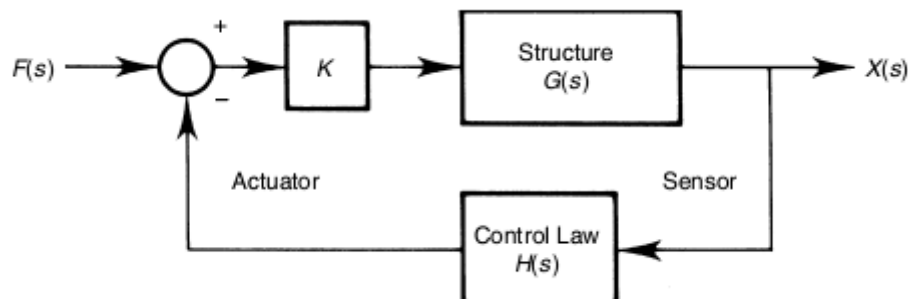 +
F(s)
K
Structure
G(s)
X(s)
−
Actuator
Sensor
Control Law
H(s)